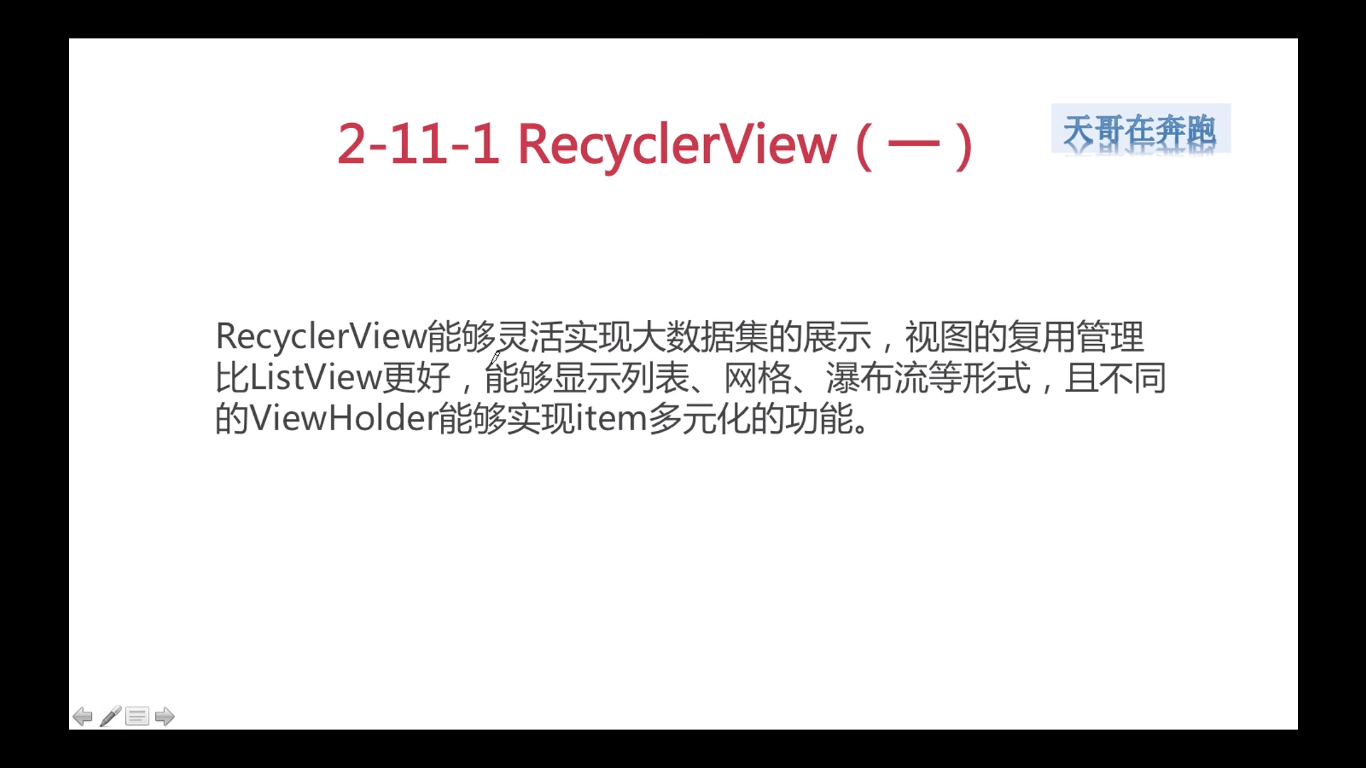 2-11-1 RecyclerView（一）
天哥在奔跑
RecyclerView能够灵活实现大数据集的展示，视图的复用管理
比ListView更好，能够显示列表、网格、瀑布流等形式，且不同
的ViewHolder能够实现item多元化的功能。